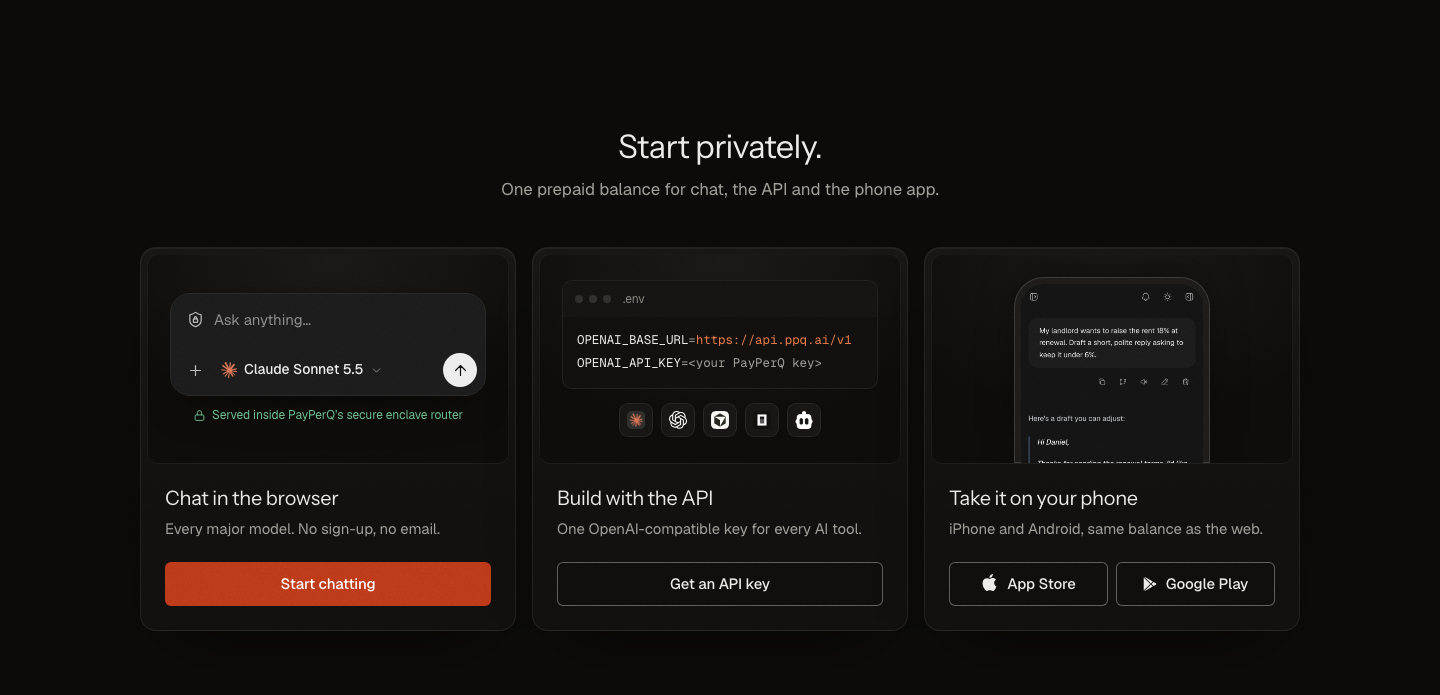 Start privately.
One prepaid balance for chat, the API and the phone app.
Ask anything...
Claude Sonnet 5.5
Served inside PayPerQ's secure enclave router
Chat in the browser
Every major model. No sign-up, no email.
Start chatting
.env
OPENAI_BASE_URL=https://api.ppq.ai/v1
OPENAI_API_KEY=<your PayPerQ key>
Build with the API
One OpenAI-compatible key for every AI tool.
Get an API key
My landlord wants to raise the rent 18% at
renewal. Draft a short, polite reply asking to
keep it under 6%.
Here's a draft you can adjust:
Hi Daniel,
Take it on your phone
iPhone and Android, same balance as the web.
App Store
Google Play